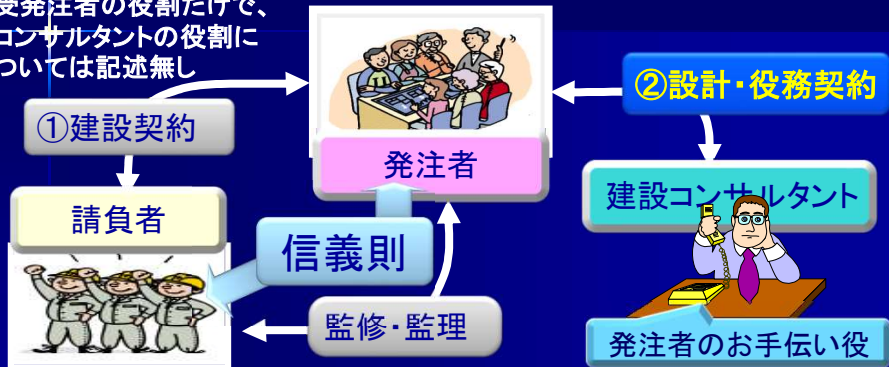 受発注者の役割だけで、
コンサルタントの役割に
ついては記述無し
①建設契約
②設計・役務契約
発注者
請負者
建設コンサルタント
信義則
監修・監理
発注者のお手伝い役